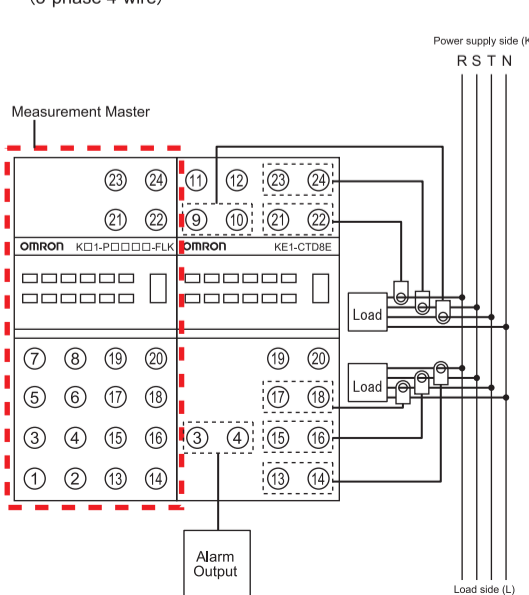 (3-phase 4-wire)
Power supply side (K
R S T N
Measurement Master
23 24 11 12 23 24
21 22 9 10 21 22
OMRON K□1-P□□□□-FLK OMRON KE1-CTD8E
Load
7 8 19 20 19 20
Load
5 6 17 18 17 18
3 4 15 16 3 4 15 16
1 2 13 14 13 14
Alarm
Output
Load side (L)